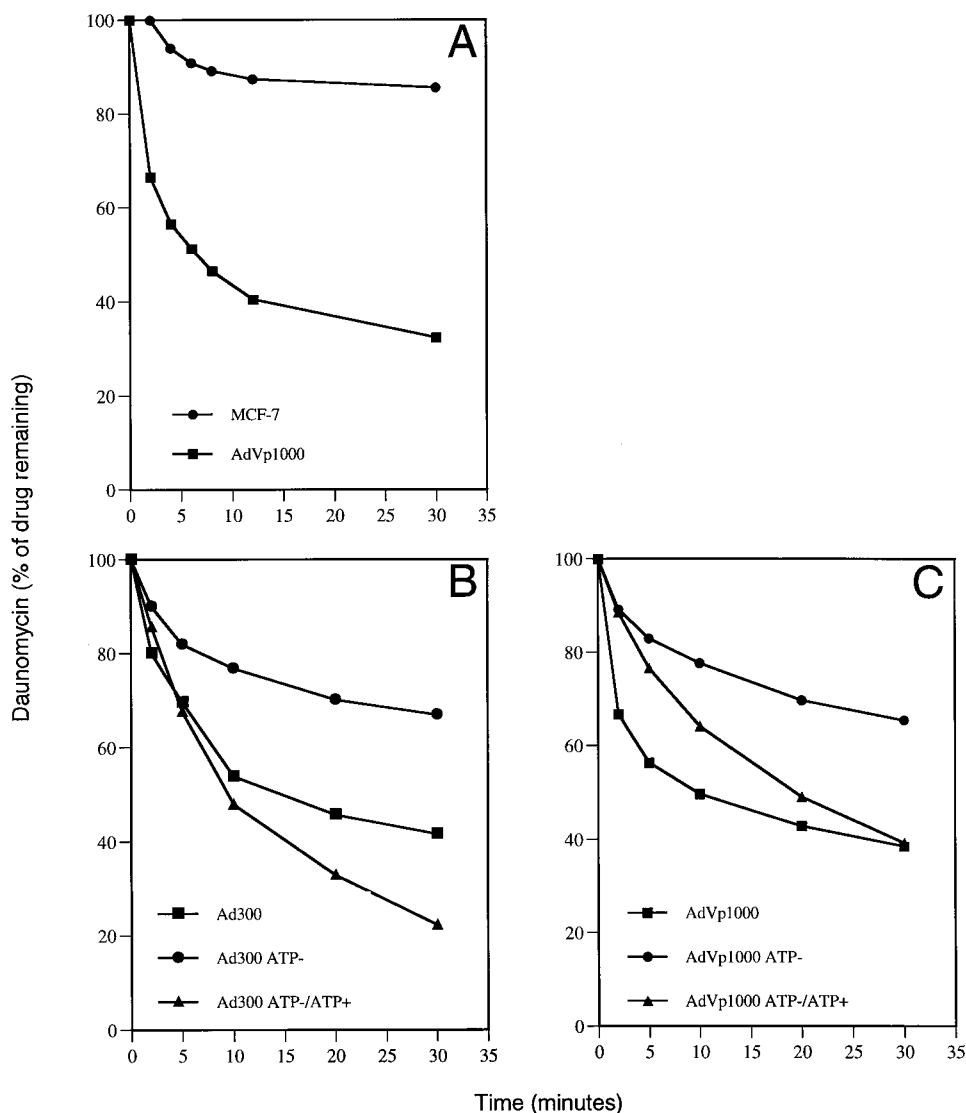 Daunomycin (% of drug remaining)
A
100
80
60
40
20
0
MCF-7
AdVp1000
0 5 10 15 20 25 30 35
B
100
80
60
40
20
0
Ad300
Ad300 ATP-
Ad300 ATP-/ATP+
0 5 10 15 20 25 30 35
C
100
80
60
40
20
0
AdVp1000
AdVp1000 ATP-
AdVp1000 ATP-/ATP+
0 5 10 15 20 25 30 35
Time (minutes)